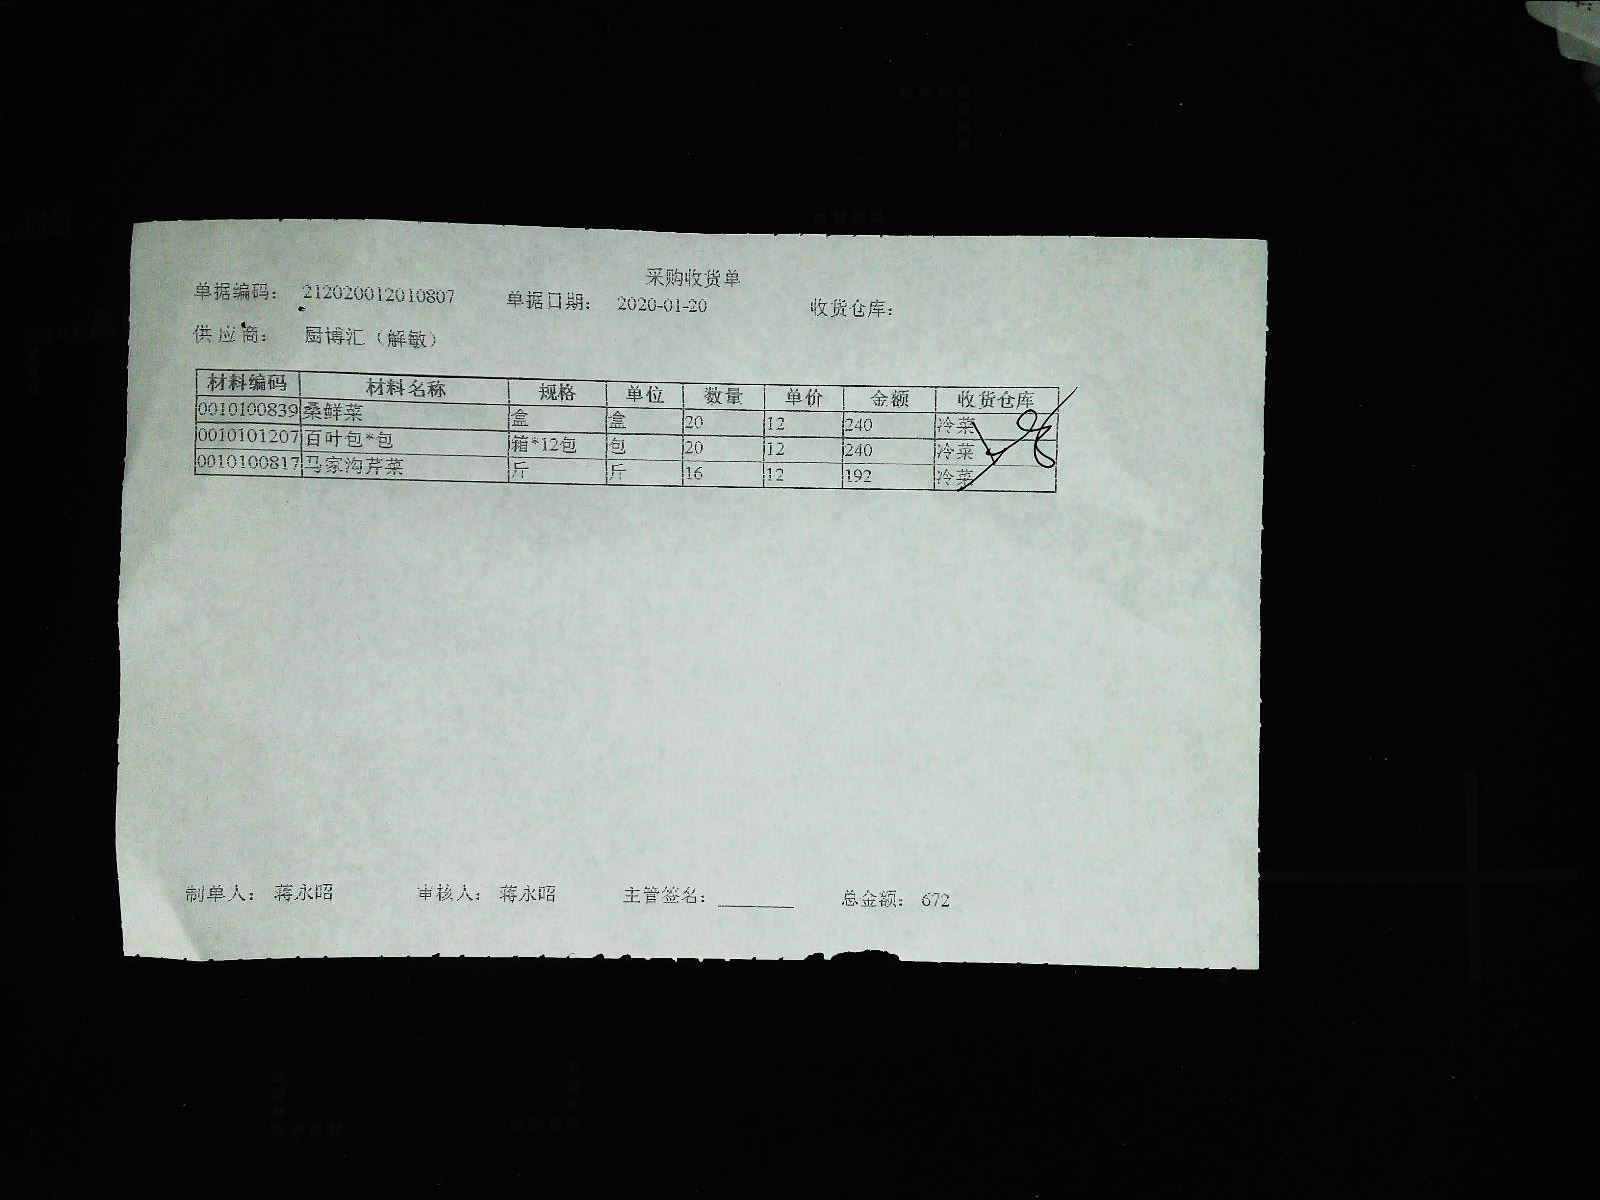 采购收货单
单据编码： 212020012010807 单据日期： 2020-01-20 收货仓库：
供应商： 厨博汇（解敏）
材料编码 材料名称 规格 单位 数量 单价 金额 收货仓库
0010100839 桑鲜菜 盒 盒 20 12 240 冷菜
0010101207 百叶包*包 箱*12包 包 20 12 240 冷菜
0010100817 马家沟芹菜 斤 斤 16 12 192 冷菜
制单人： 蒋永昭 审核人： 蒋永昭 主管签名： 总金额： 672